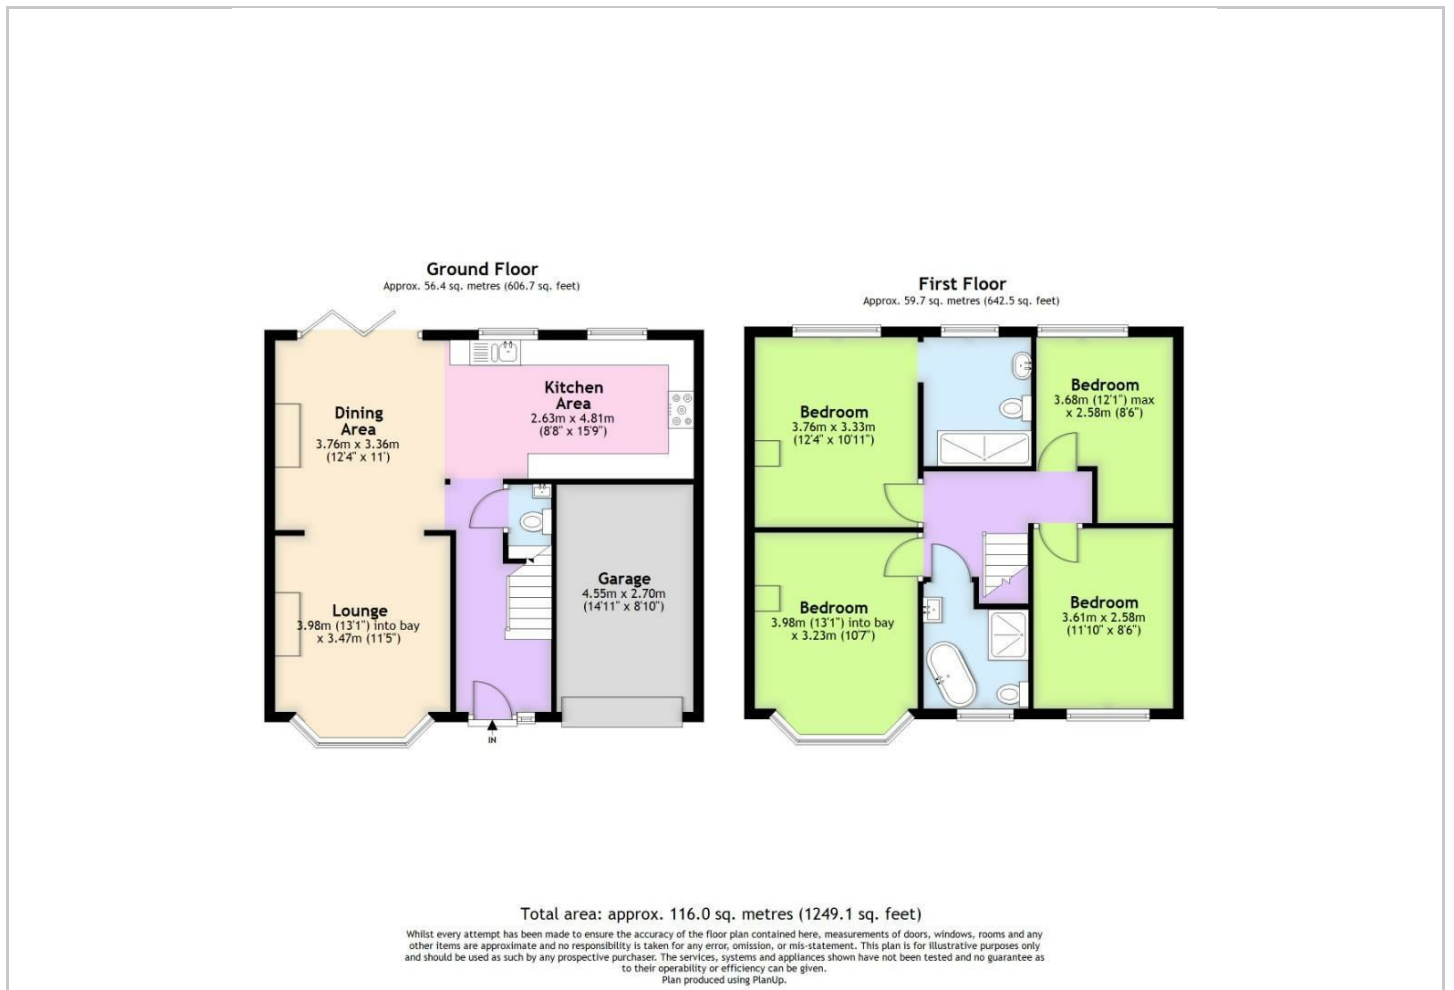 Ground Floor
Approx. 56.4 sq. metres (606.7 sq. feet)
Kitchen
Area
2.63m x 4.81m
(8'8" x 15'9")
Dining
Area
3.76m x 3.36m
(12'4" x 11')
Garage
4.55m x 2.70m
(14'11" x 8'10")
Lounge
3.98m (13'1") into bay
x 3.47m (11'5")
IN
First Floor
Approx. 59.7 sq. metres (642.5 sq. feet)
Bedroom
3.76m x 3.33m
(12'4" x 10'11")
Bedroom
3.68m (12'1") max
x 2.58m (8'6")
Bedroom
3.98m (13'1") into bay
x 3.23m (10'7")
Bedroom
3.61m x 2.58m
(11'10" x 8'6")
Total area: approx. 116.0 sq. metres (1249.1 sq. feet)
Whilst every attempt has been made to ensure the accuracy of the floor plan contained here, measurements of doors, windows, rooms and any
other items are approximate and no responsibility is taken for any error, omission, or mis-statement. This plan is for illustrative purposes only
and should be used as such by any prospective purchaser. The services, systems and appliances shown have not been tested and no guarantee as
to their operability or efficiency can be given.
Plan produced using PlanUp.